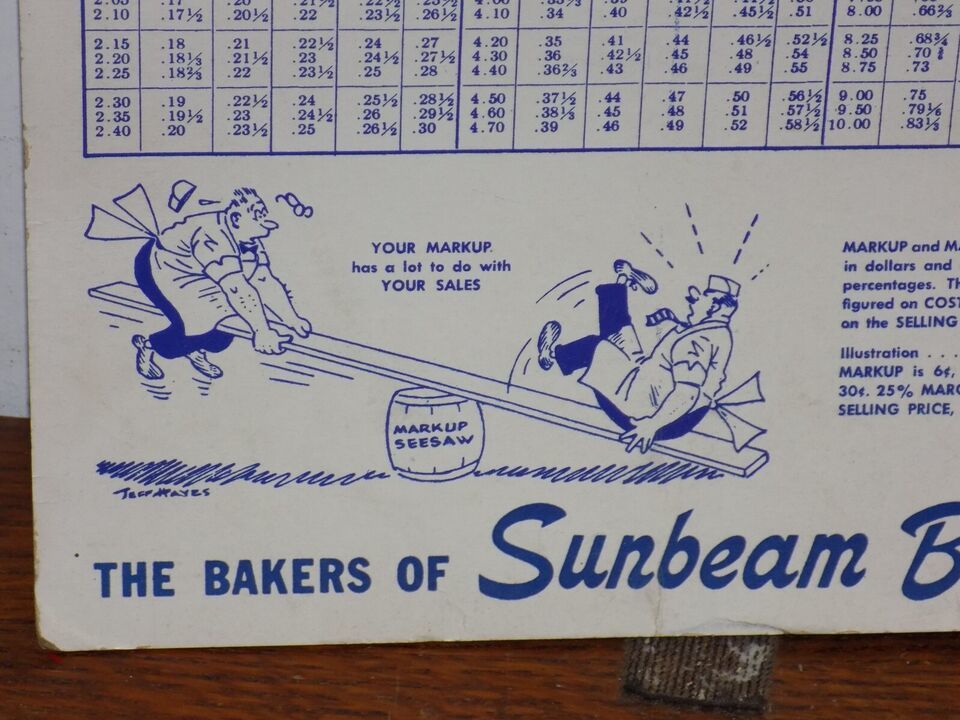 2.10 .17½ .20 .22 .23½ .26½ 4.10 .34 .40 .42½ .45½ .51 8.00 .66⅔
2.15 .18 .21 .22½ .24 .27 4.20 .35 .41 .44 .46½ .52½ 8.25 .68¾
2.20 .18⅓ .21½ .23 .24½ .27½ 4.30 .36 .42½ .45 .48 .54 8.50 .70
2.25 .18⅔ .22 .23½ .25 .28 4.40 .36⅔ .43 .46 .49 .55 8.75 .73
2.30 .19 .22½ .24 .25½ .28½ 4.50 .37½ .44 .47 .50 .56½ 9.00 .75
2.35 .19½ .23 .24½ .26 .29½ 4.60 .38⅓ .45 .48 .51 .57½ 9.50 .79⅙
2.40 .20 .23½ .25 .26½ .30 4.70 .39 .46 .49 .52 .58½ 10.00 .83⅓
YOUR MARKUP
has a lot to do with
YOUR SALES
MARKUP
SEESAW
JEFF HAYES
MARKUP and
in dollars and
percentages.
figured on
on the SELLING
Illustration . . .
MARKUP is 6¢,
30¢. 25%
SELLING PRICE,
THE BAKERS OF Sunbeam